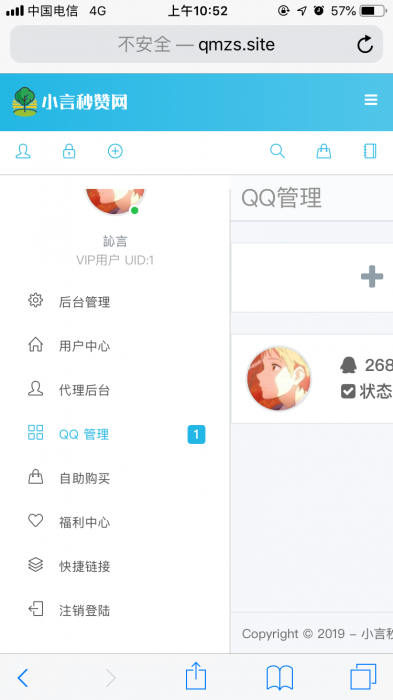 中国电信 4G 上午10:52 57%
不安全 — qmzs.site
小言秒赞网
QQ管理
訫言
VIP用户 UID:1
后台管理
用户中心
268
代理后台
状态
QQ 管理 1
自助购买
福利中心
快捷链接
注销登陆
Copyright © 2019 - 小言秒